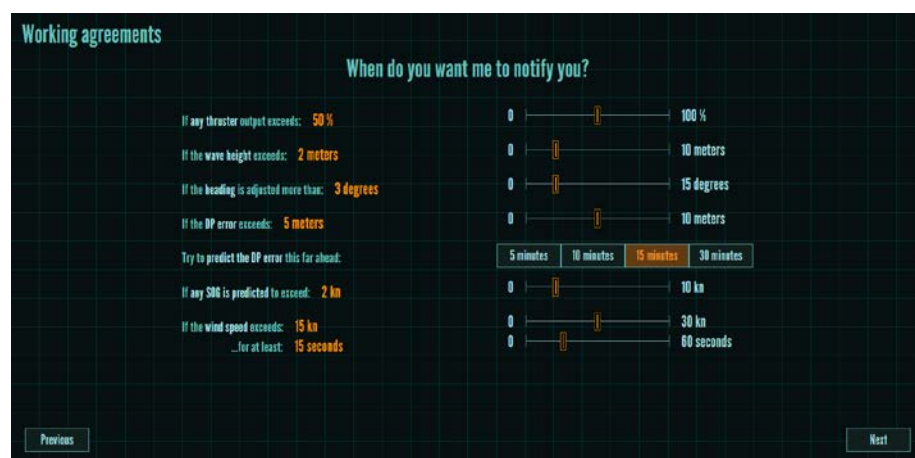 Working agreements
When do you want me to notify you?
If any thruster output exceeds: 50 % 0 100 %
If the wave height exceeds: 2 meters 0 10 meters
If the heading is adjusted more than: 3 degrees 0 15 degrees
If the DP error exceeds: 5 meters 0 10 meters
Try to predict the DP error this far ahead: 5 minutes 10 minutes 15 minutes 30 minutes
If any SOG is predicted to exceed: 2 kn 0 10 kn
If the wind speed exceeds: 15 kn 0 30 kn
...for at least: 15 seconds 0 60 seconds
Previous Next